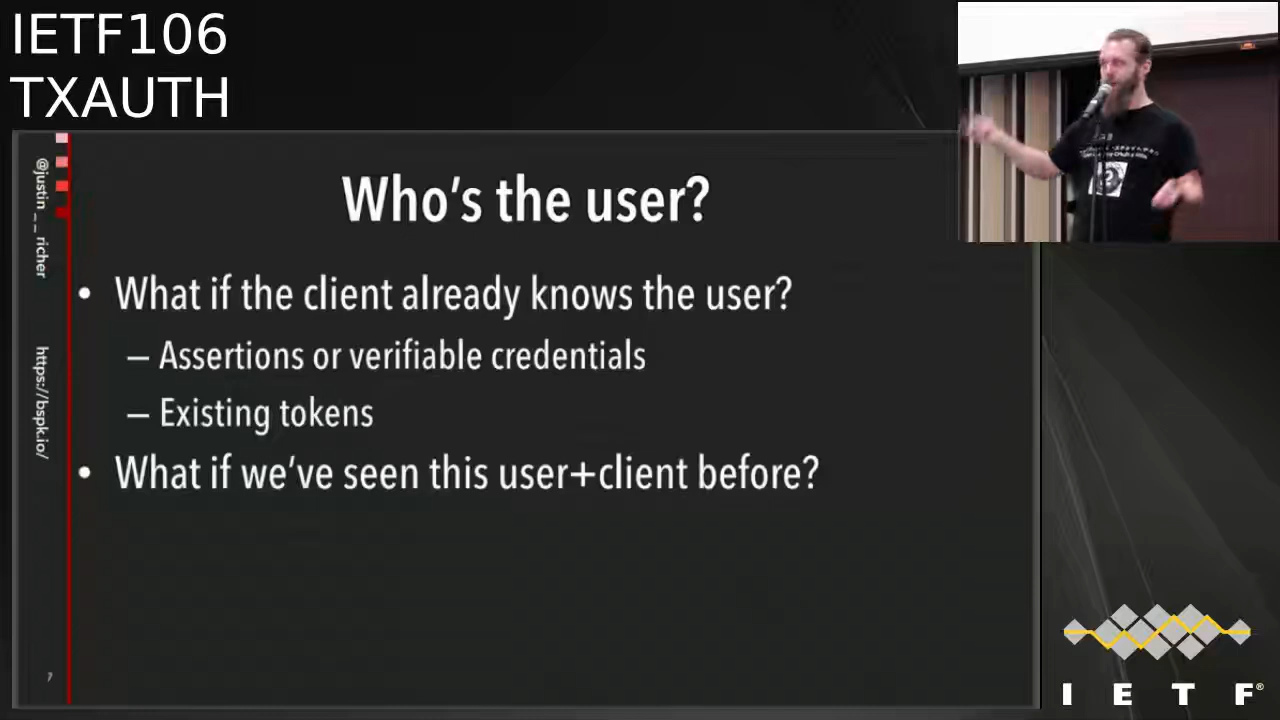 IETF106
TXAUTH
@justin__richer
https://bspk.io/
Who's the user?
• What if the client already knows the user?
– Assertions or verifiable credentials
– Existing tokens
• What if we've seen this user+client before?
I E T F®